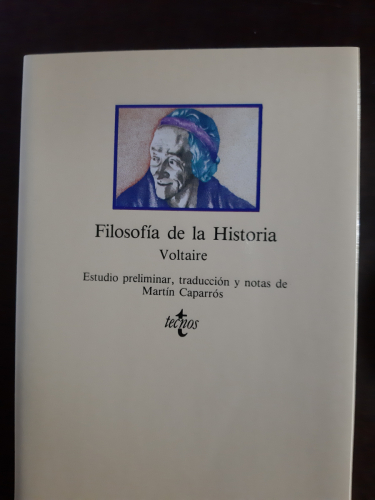 Filosofía de la Historia
Voltaire
Estudio preliminar, traducción y notas de
Martín Caparrós
tecnos